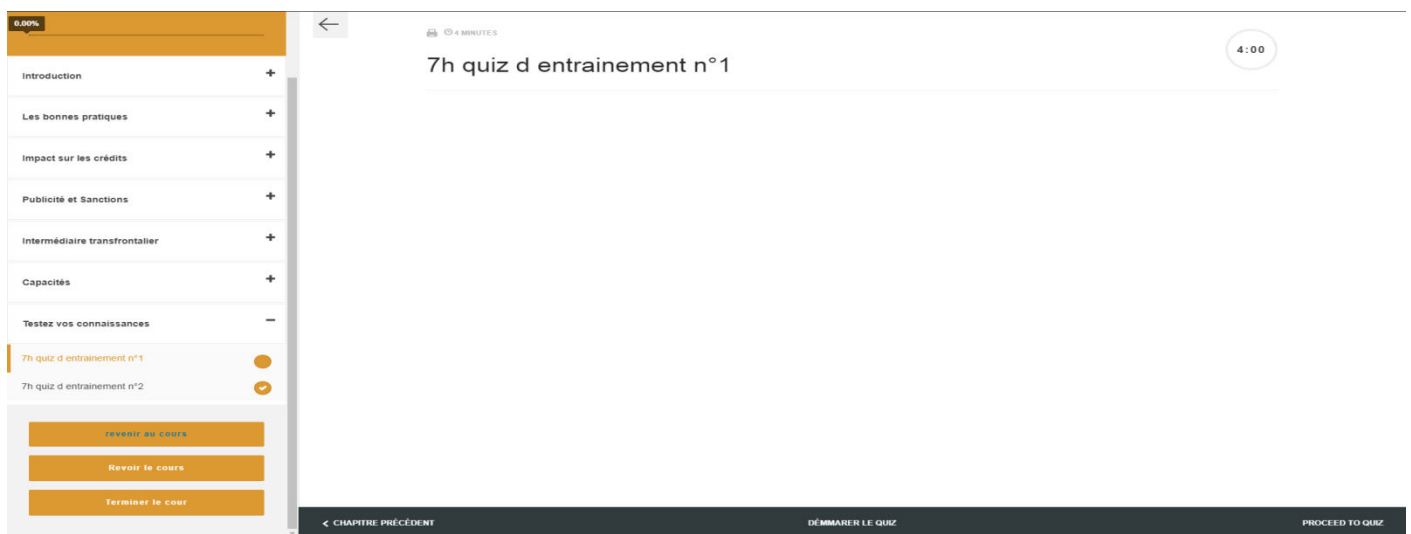 0.00%
Introduction +
Les bonnes pratiques +
Impact sur les crédits +
Publicité et Sanctions +
Intermédiaire transfrontalier +
Capacités +
Testez vos connaissances −
7h quiz d entrainement n°1
7h quiz d entrainement n°2
revenir au cours
Revoir le cours
Terminer le cour
4 MINUTES
7h quiz d entrainement n°1
4:00
< CHAPITRE PRÉCÉDENT
DÉMMARER LE QUIZ
PROCEED TO QUIZ